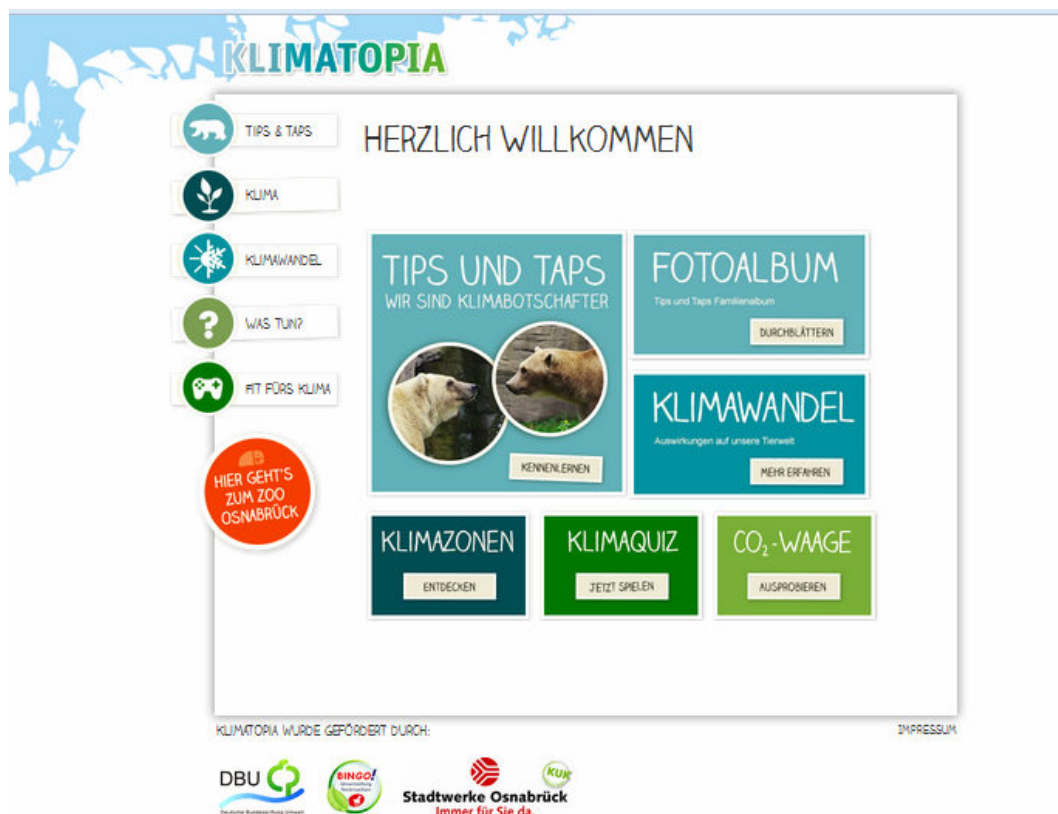 KLIMATOPIA
TIPS & TAPS
KLIMA
KLIMAWANDEL
WAS TUN?
FIT FÜRS KLIMA
HIER GEHT'S
ZUM ZOO
OSNABRÜCK
HERZLICH WILLKOMMEN
TIPS UND TAPS
WIR SIND KLIMABOTSCHAFTER
KENNENLERNEN
FOTOALBUM
Tips und Taps Familienalbum
DURCHBLÄTTERN
KLIMAWANDEL
Auswirkungen auf unsere Tierwelt
MEHR ERFAHREN
KLIMAZONEN
ENTDECKEN
KLIMAQUIZ
JETZT SPIELEN
CO₂-WAAGE
AUSPROBIEREN
KLIMATOPIA WURDE GEFÖRDERT DURCH:
IMPRESSUM
DBU
Deutsche Bundesstiftung Umwelt
BINGO!
KUK
Stadtwerke Osnabrück
Immer für Sie da.